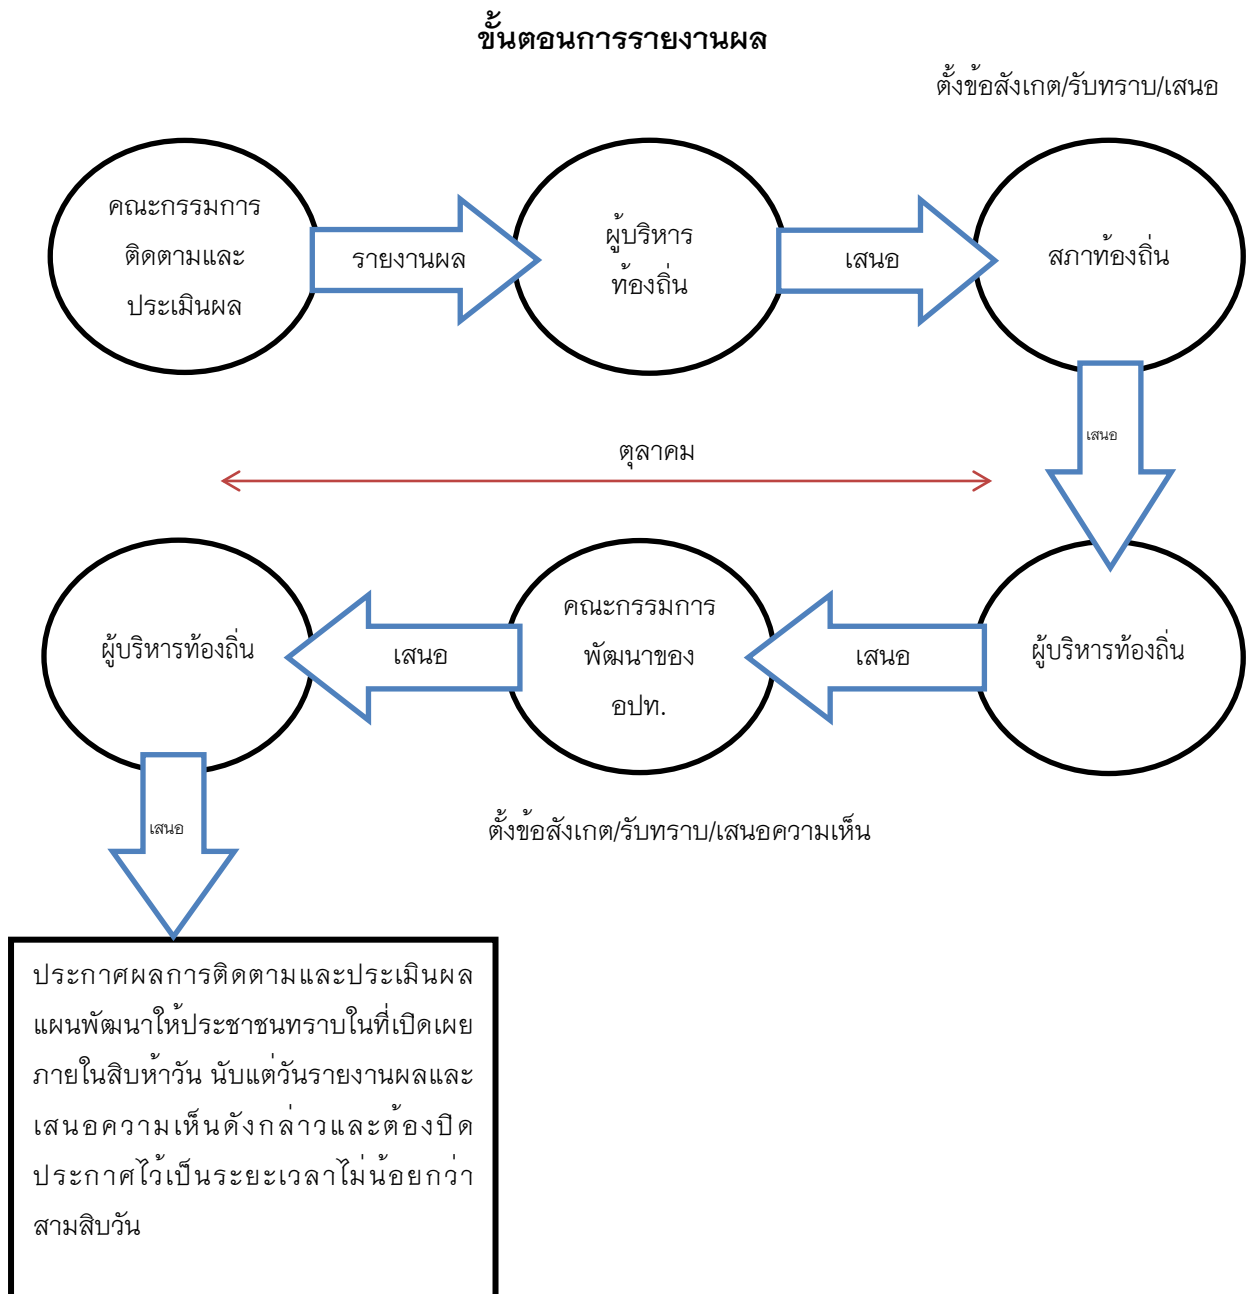 ขั้นตอนการรายงานผล
ตั้งข้อสังเกต/รับทราบ/เสนอ
คณะกรรมการ
ติดตามและ
ประเมินผล
รายงานผล
ผู้บริหาร
ท้องถิ่น
เสนอ
สภาท้องถิ่น
เสนอ
ตุลาคม
ผู้บริหารท้องถิ่น
เสนอ
คณะกรรมการ
พัฒนาของ
อปท.
เสนอ
ผู้บริหารท้องถิ่น
เสนอ
ตั้งข้อสังเกต/รับทราบ/เสนอความเห็น
ประกาศผลการติดตามและประเมินผล
แผนพัฒนาให้ประชาชนทราบในที่เปิดเผย
ภายในสิบห้าวัน นับแต่วันรายงานผลและ
เสนอความเห็นดังกล่าวและต้องปิด
ประกาศไว้เป็นระยะเวลาไม่น้อยกว่า
สามสิบวัน